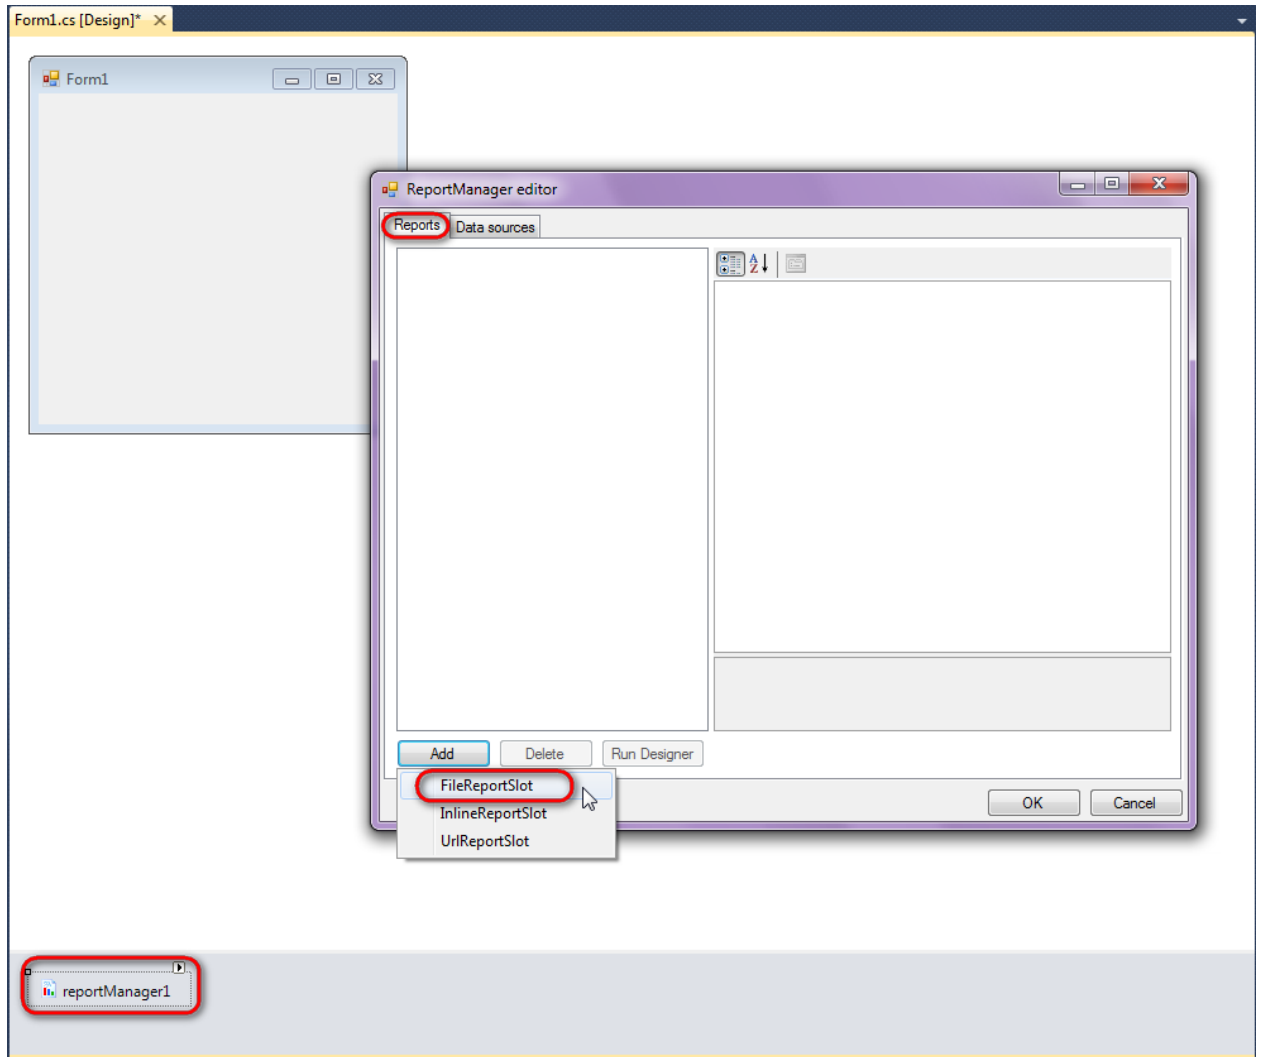 Form1.cs [Design]*
Form1
ReportManager editor
Reports Data sources
Add Delete Run Designer
FileReportSlot
InlineReportSlot
UrlReportSlot
OK Cancel
reportManager1